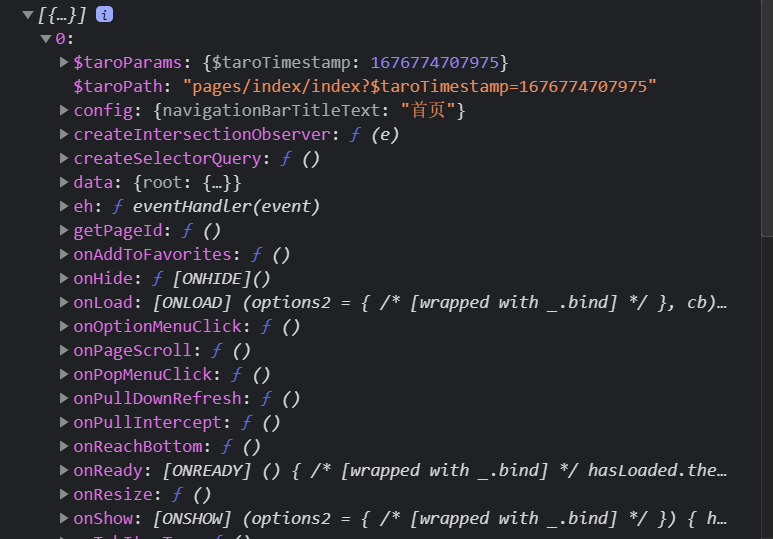 [{…}] i
0:
$taroParams: {$taroTimestamp: 1676774707975}
$taroPath: "pages/index/index?$taroTimestamp=1676774707975"
config: {navigationBarTitleText: "首页"}
createIntersectionObserver: ƒ (e)
createSelectorQuery: ƒ ()
data: {root: {…}}
eh: ƒ eventHandler(event)
getPageId: ƒ ()
onAddToFavorites: ƒ ()
onHide: ƒ [ONHIDE]()
onLoad: [ONLOAD] (options2 = { /* [wrapped with _.bind] */ }, cb)…
onOptionMenuClick: ƒ ()
onPageScroll: ƒ ()
onPopMenuClick: ƒ ()
onPullDownRefresh: ƒ ()
onPullIntercept: ƒ ()
onReachBottom: ƒ ()
onReady: [ONREADY] () { /* [wrapped with _.bind] */ hasLoaded.the…
onResize: ƒ ()
onShow: [ONSHOW] (options2 = { /* [wrapped with _.bind] */ }) { h…